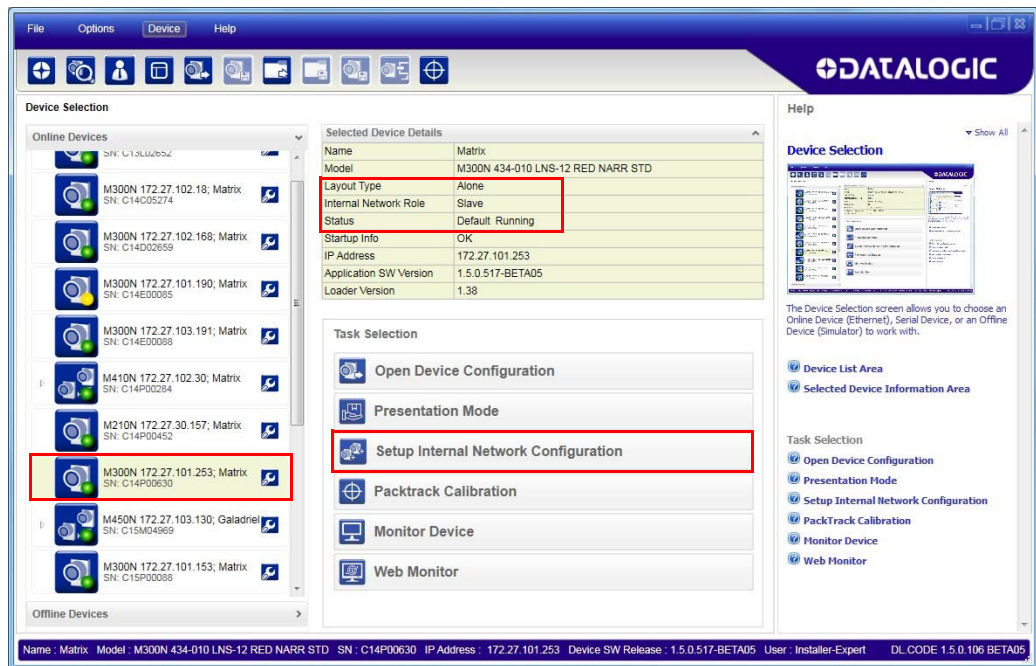 File Options Device Help
DATALOGIC
Device Selection
Online Devices
SN: C13L02652
M300N 172.27.102.18; Matrix
SN: C14C05274
M300N 172.27.102.168; Matrix
SN: C14D02659
M300N 172.27.101.190; Matrix
SN: C14E00085
M300N 172.27.103.191; Matrix
SN: C14E00088
M410N 172.27.102.30; Matrix
SN: C14P00284
M210N 172.27.30.157; Matrix
SN: C14P00452
M300N 172.27.101.253; Matrix
SN: C14P00630
M450N 172.27.103.130; Galadriel
SN: C15M04969
M300N 172.27.101.153; Matrix
SN: C15P00088
Offline Devices
Selected Device Details
Name Matrix
Model M300N 434-010 LNS-12 RED NARR STD
Layout Type Alone
Internal Network Role Slave
Status Default Running
Startup Info OK
IP Address 172.27.101.253
Application SW Version 1.5.0.517-BETA05
Loader Version 1.38
Task Selection
Open Device Configuration
Presentation Mode
Setup Internal Network Configuration
Packtrack Calibration
Monitor Device
Web Monitor
Help
Show All
Device Selection
The Device Selection screen allows you to choose an
Online Device (Ethernet), Serial Device, or an Offline
Device (Simulator) to work with.
Device List Area
Selected Device Information Area
Task Selection
Open Device Configuration
Presentation Mode
Setup Internal Network Configuration
PackTrack Calibration
Monitor Device
Web Monitor
Name : Matrix Model : M300N 434-010 LNS-12 RED NARR STD SN : C14P00630 IP Address : 172.27.101.253 Device SW Release : 1.5.0.517-BETA05 User : Installer-Expert DL.CODE 1.5.0.106 BETA05